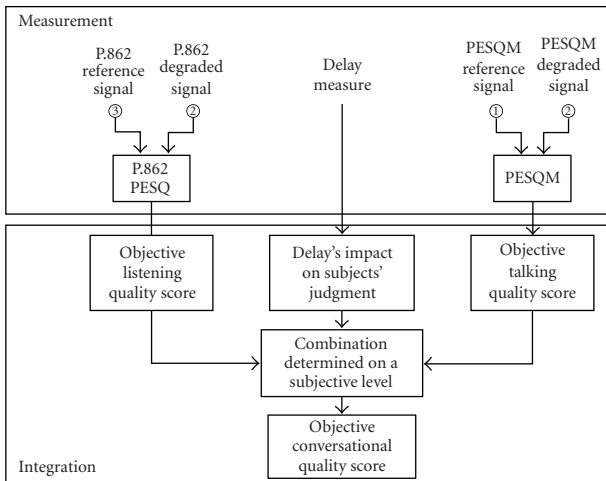 Measurement
P.862
reference
signal
P.862
degraded
signal
Delay
measure
PESQM
reference
signal
PESQM
degraded
signal
③
②
①
②
P.862
PESQ
PESQM
Objective
listening
quality score
Delay's impact
on subjects'
judgment
Objective
talking
quality score
Combination
determined on a
subjective level
Objective
conversational
quality score
Integration